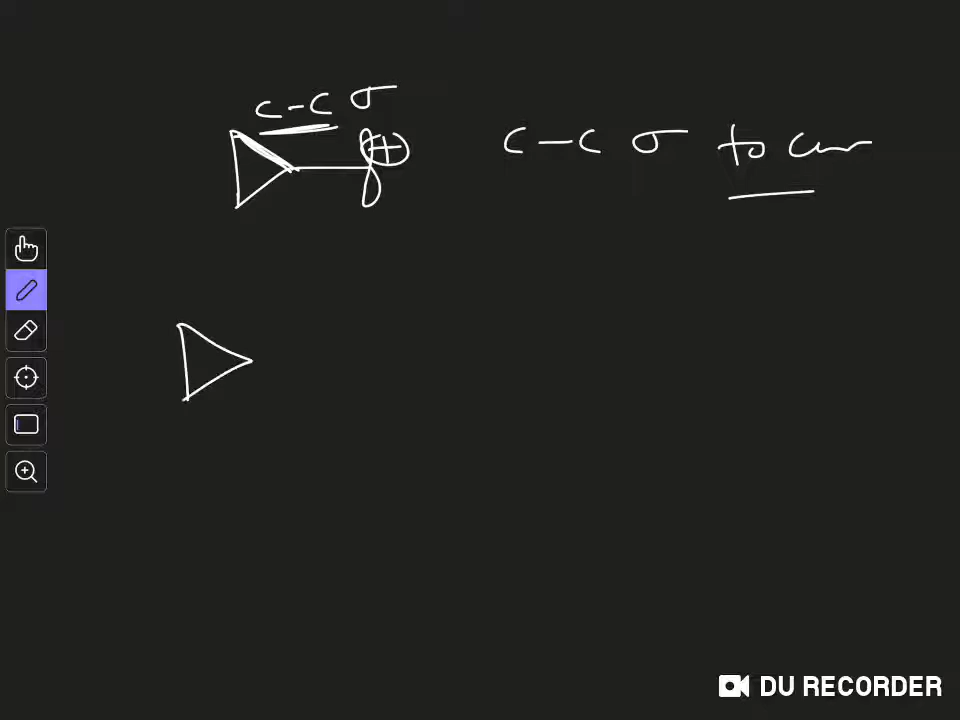 C-C σ
⊕
C-C σ to
DU RECORDER